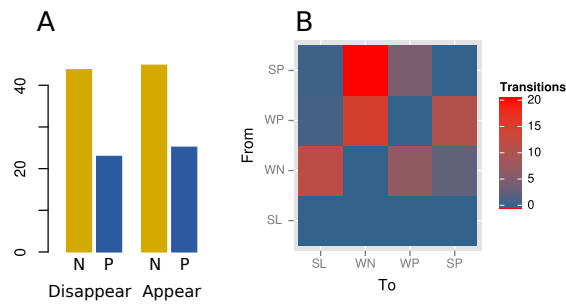 A
0
20
40
N P N P
Disappear Appear
B
From
SP
WP
WN
SL
SL WN WP SP
To
Transitions
20
15
10
5
0